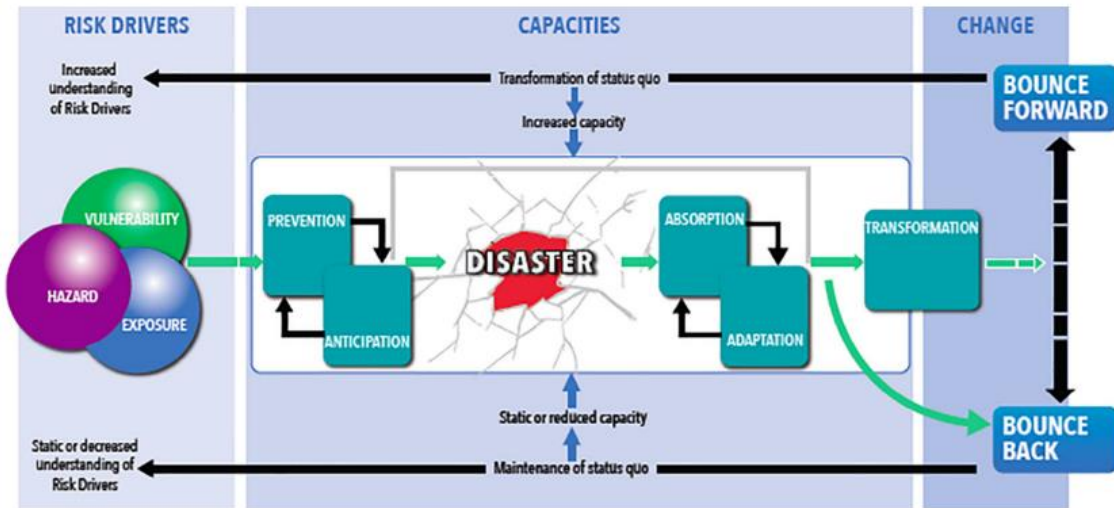 RISK DRIVERS
CAPACITIES
CHANGE
Increased
understanding
of Risk Drivers
Transformation of status quo
Increased capacity
BOUNCE
FORWARD
VULNERABILITY
HAZARD
EXPOSURE
PREVENTION
ANTICIPATION
DISASTER
ABSORPTION
ADAPTATION
TRANSFORMATION
Static or reduced capacity
Static or decreased
understanding of
Risk Drivers
Maintenance of status quo
BOUNCE
BACK